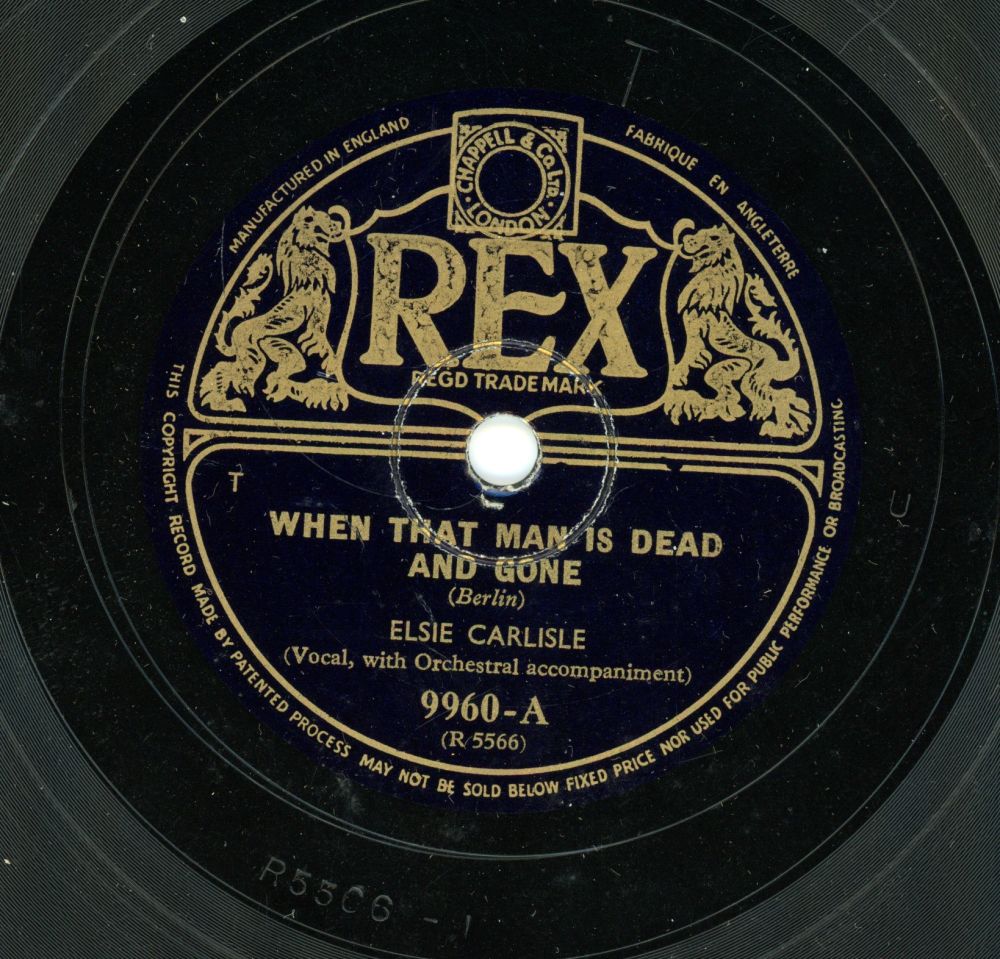 MANUFACTURED IN ENGLAND
FABRIQUE EN ANGLETERRE
CHAPPELL & CO. LTD.
· LONDON ·
REX
REGD TRADE MARK
T
U
T
WHEN THAT MAN IS DEAD
AND GONE
(Berlin)
ELSIE CARLISLE
(Vocal, with Orchestral accompaniment)
9960-A
(R/5566)
THIS COPYRIGHT RECORD MADE BY PATENTED PROCESS MAY NOT BE SOLD BELOW FIXED PRICE NOR USED FOR PUBLIC PERFORMANCE OR BROADCASTING
R5566 - 1